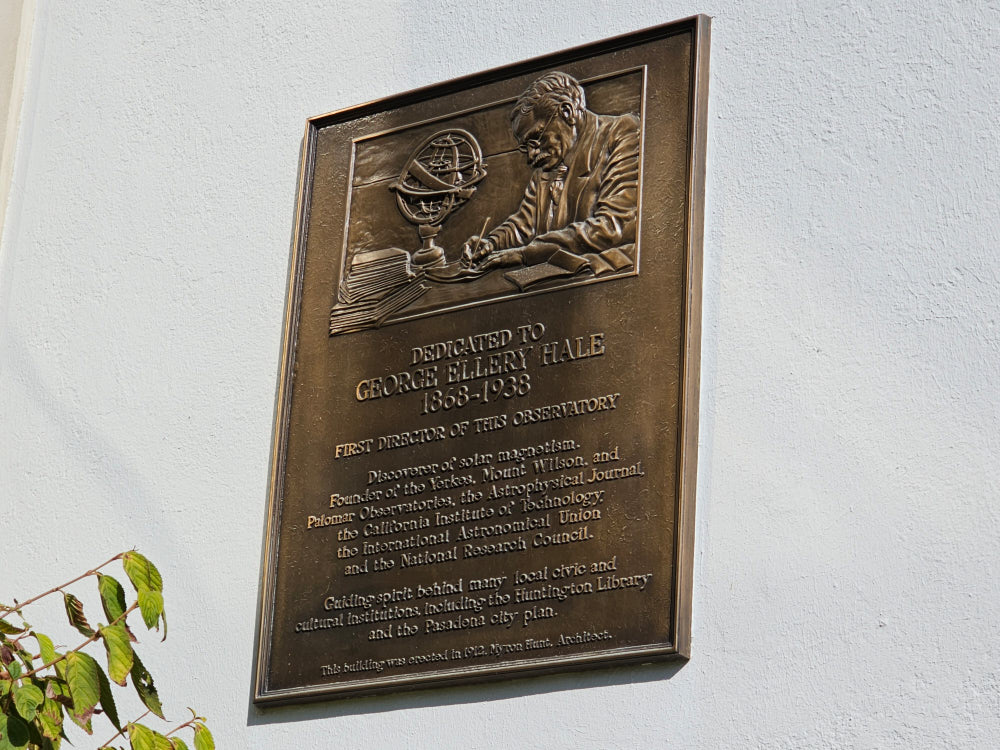 DEDICATED TO
GEORGE ELLERY HALE
1868-1938
FIRST DIRECTOR OF THIS OBSERVATORY
Discoverer of solar magnetism.
Founder of the Yerkes, Mount Wilson, and
Palomar Observatories, the Astrophysical Journal,
the California Institute of Technology,
the International Astronomical Union
and the National Research Council.
Guiding spirit behind many local civic and
cultural institutions, including the Huntington Library
and the Pasadena city plan.
This building was erected in 1912, Myron Hunt, Architect.